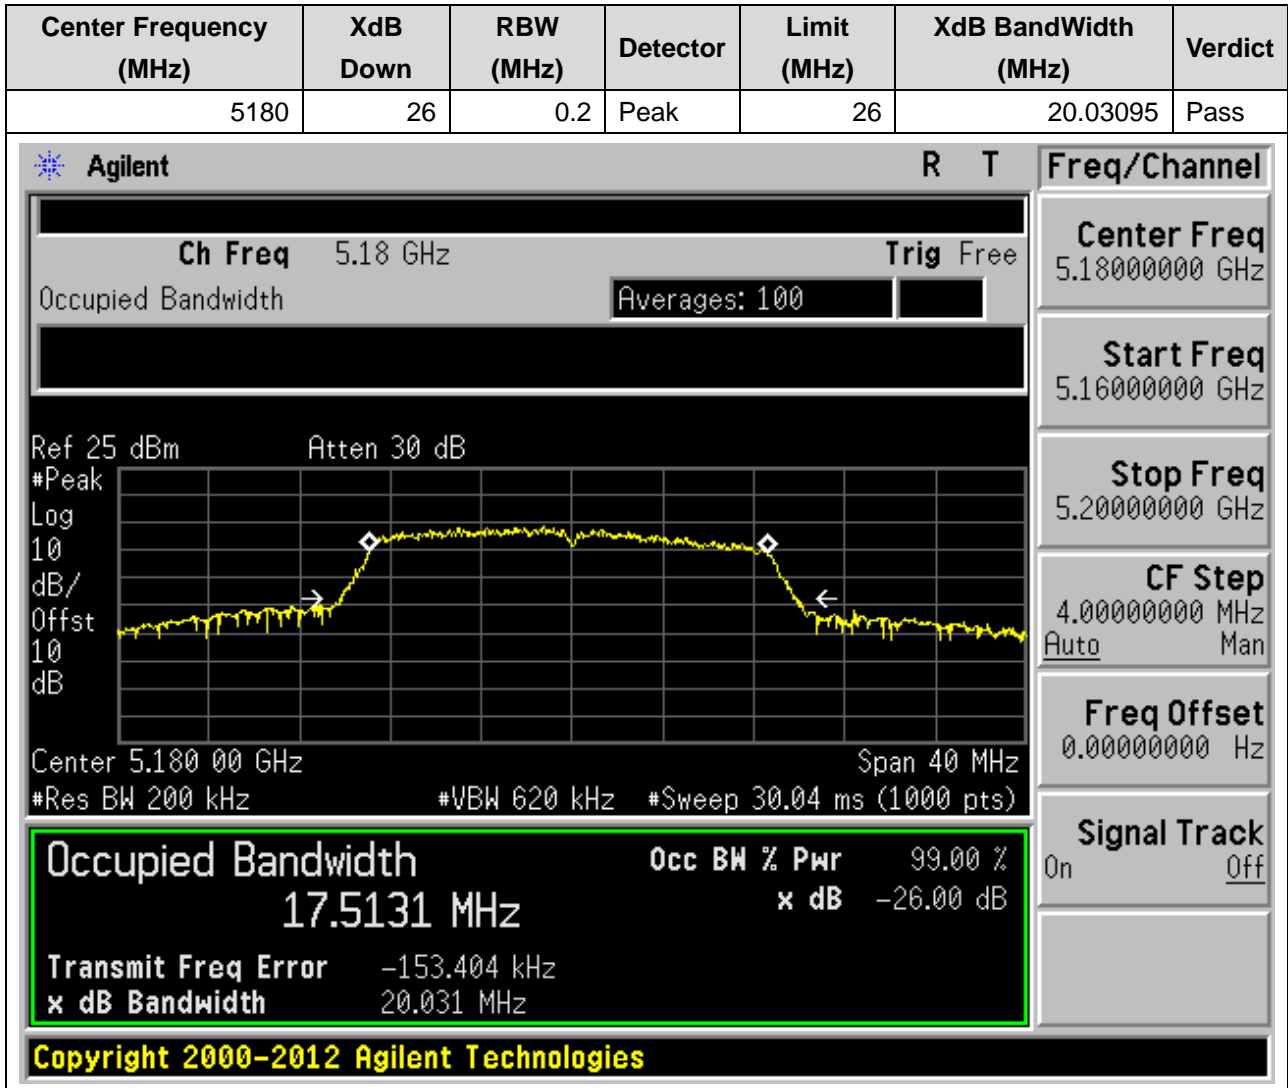 Center Frequency (MHz) XdB Down RBW (MHz) Detector Limit (MHz) XdB BandWidth (MHz) Verdict
5180 26 0.2 Peak 26 20.03095 Pass
Agilent R T Freq/Channel
Ch Freq 5.18 GHz Trig Free
Occupied Bandwidth Averages: 100
Center Freq
5.18000000 GHz
Start Freq
5.16000000 GHz
Stop Freq
5.20000000 GHz
CF Step
4.00000000 MHz
Auto Man
Freq Offset
0.00000000 Hz
Signal Track
On Off
Ref 25 dBm Atten 30 dB
#Peak
Log
10
dB/
Offst
10
dB
Center 5.180 00 GHz Span 40 MHz
#Res BW 200 kHz #VBW 620 kHz #Sweep 30.04 ms (1000 pts)
Occupied Bandwidth Occ BW % Pwr 99.00 %
17.5131 MHz x dB -26.00 dB
Transmit Freq Error -153.404 kHz
x dB Bandwidth 20.031 MHz
Copyright 2000-2012 Agilent Technologies